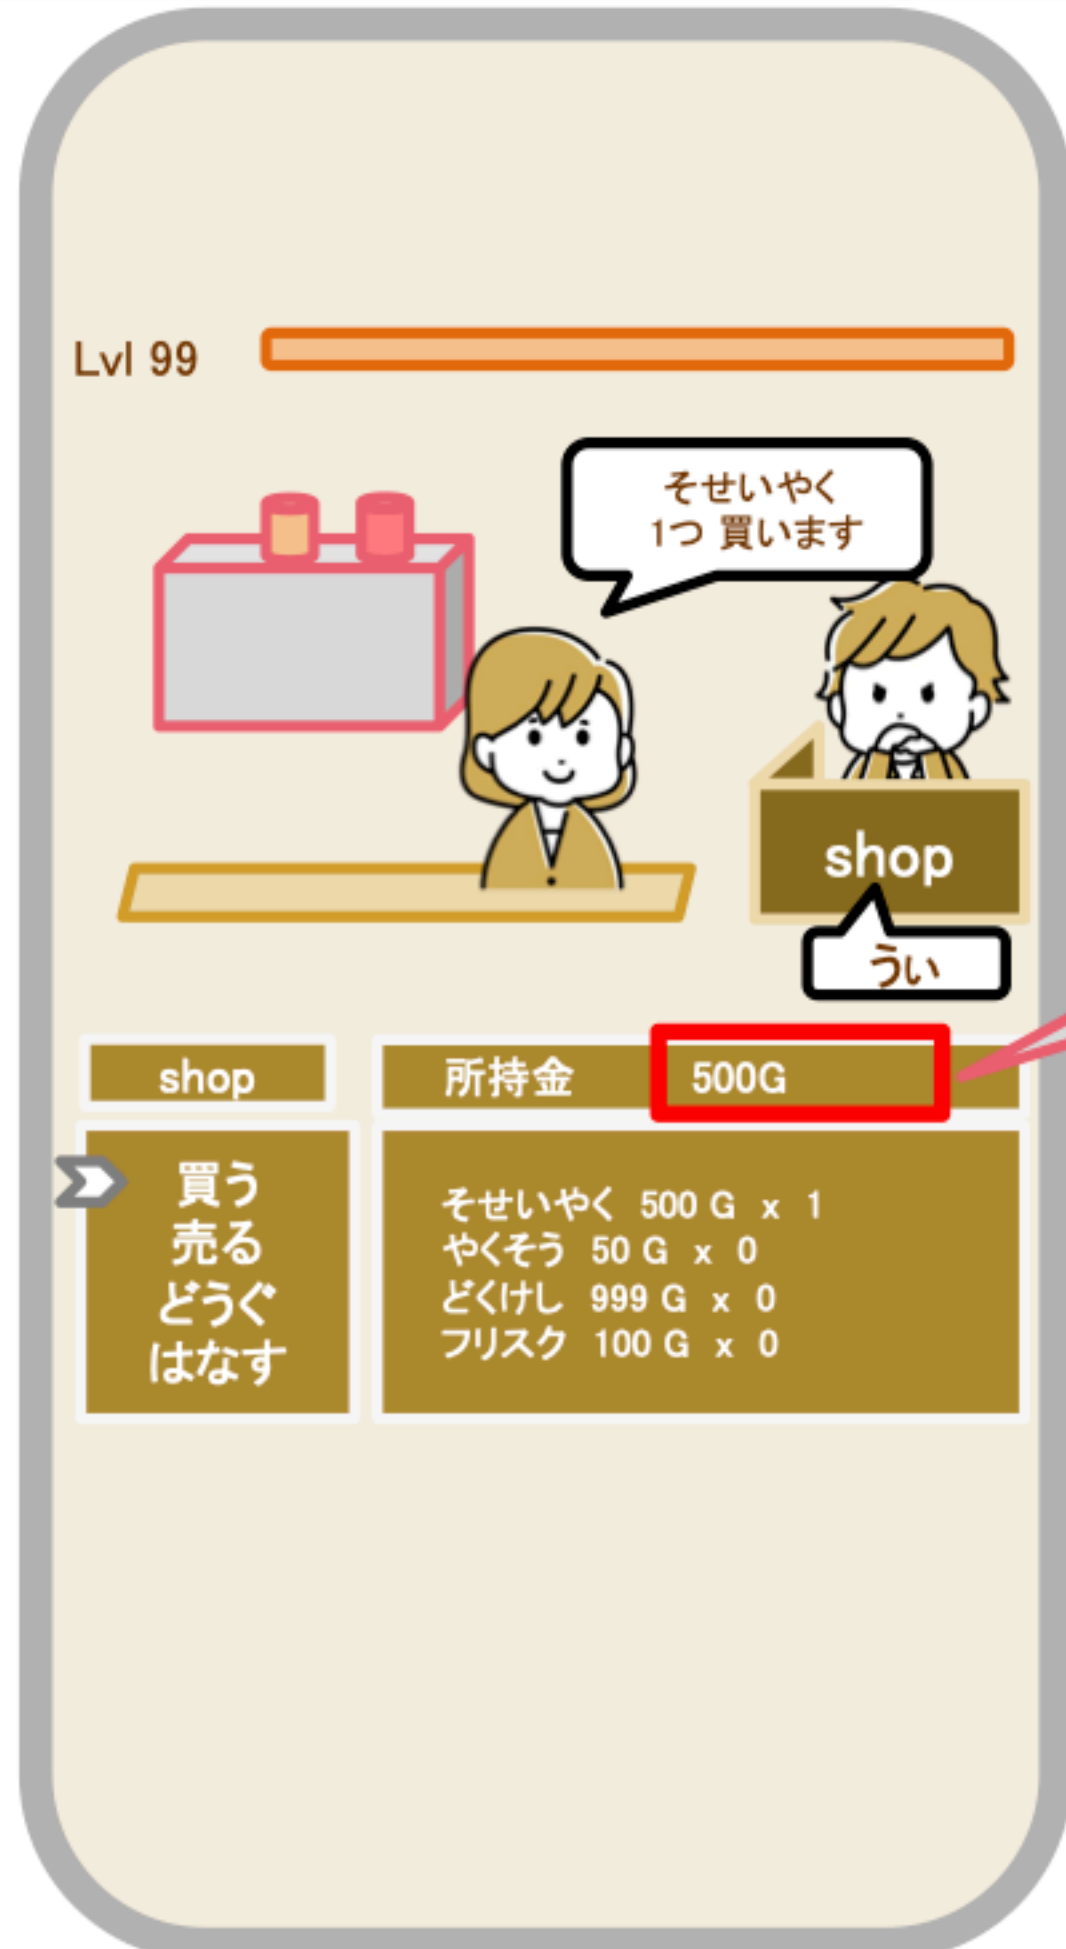 Lvl 99
そせいやく
1つ 買います
shop
うい
shop
所持金 500G
買う
売る
どうぐ
はなす
そせいやく 500 G x 1
やくそう 50 G x 0
どくけし 999 G x 0
フリスク 100 G x 0